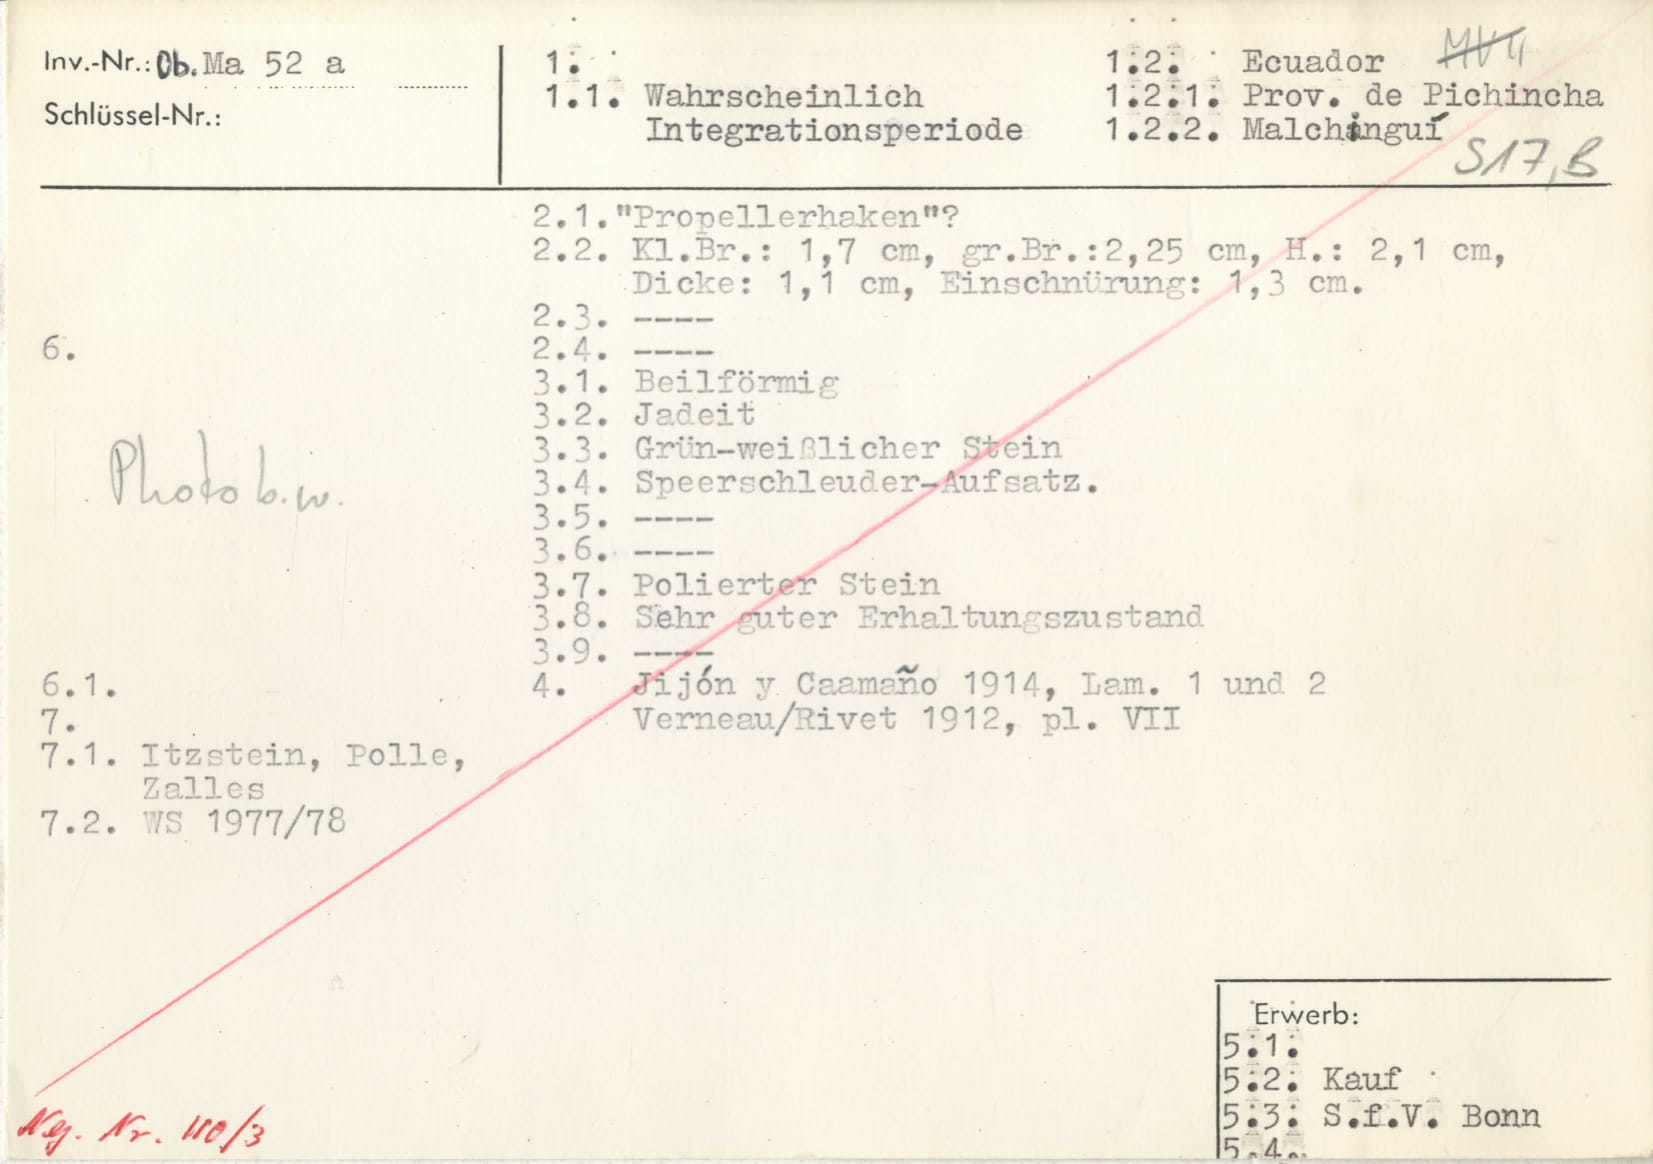 Inv.-Nr.: Ob. Ma 52 a
Schlüssel-Nr.:
1.
1.1. Wahrscheinlich
Integrationsperiode
1.2. Ecuador
1.2.1. Prov. de Pichincha
1.2.2. Malchinguí
S17,B
2.1. "Propellerhaken"?
2.2. Kl.Br.: 1,7 cm, gr.Br.:2,25 cm, H.: 2,1 cm,
Dicke: 1,1 cm, Einschnürung: 1,3 cm.
2.3. ----
2.4. ----
3.1. Beilförmig
3.2. Jadeit
3.3. Grün-weißlicher Stein
3.4. Speerschleuder-Aufsatz.
3.5. ----
3.6. ----
3.7. Polierter Stein
3.8. Sehr guter Erhaltungszustand
3.9. ----
4. Jijón y Caamaño 1914, Lam. 1 und 2
Verneau/Rivet 1912, pl. VII
6.
Photo b.w.
6.1.
7.
7.1. Itzstein, Polle,
Zalles
7.2. WS 1977/78
Erwerb:
5.1.
5.2. Kauf
5.3. S.f.V. Bonn
5.4.
Neg. Nr. 110/3